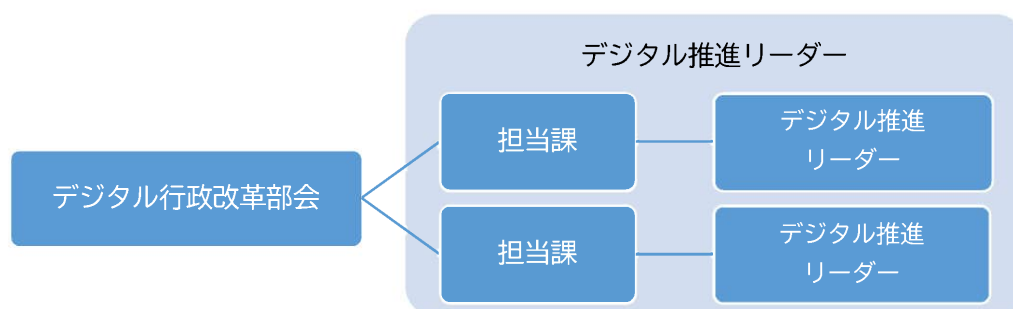 デジタル推進リーダー
デジタル行政改革部会
担当課
デジタル推進
リーダー
担当課
デジタル推進
リーダー